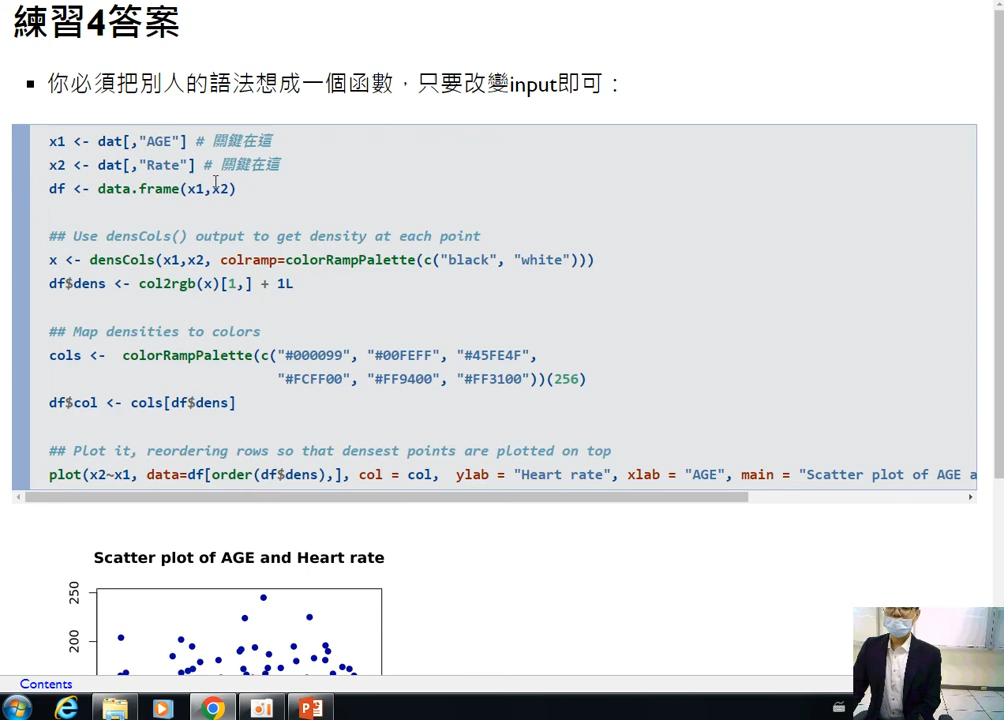 練習4答案
▪ 你必須把別人的語法想成一個函數，只要改變input即可：
x1 <- dat[,"AGE"] # 關鍵在這
x2 <- dat[,"Rate"] # 關鍵在這
df <- data.frame(x1,x2)
## Use densCols() output to get density at each point
x <- densCols(x1,x2, colramp=colorRampPalette(c("black", "white")))
df$dens <- col2rgb(x)[1,] + 1L
## Map densities to colors
cols <-  colorRampPalette(c("#000099", "#00FEFF", "#45FE4F",
"#FCFF00", "#FF9400", "#FF3100"))(256)
df$col <- cols[df$dens]
## Plot it, reordering rows so that densest points are plotted on top
plot(x2~x1, data=df[order(df$dens),], col = col,  ylab = "Heart rate", xlab = "AGE", main = "Scatter plot of AGE a
Scatter plot of AGE and Heart rate
250
200
Contents